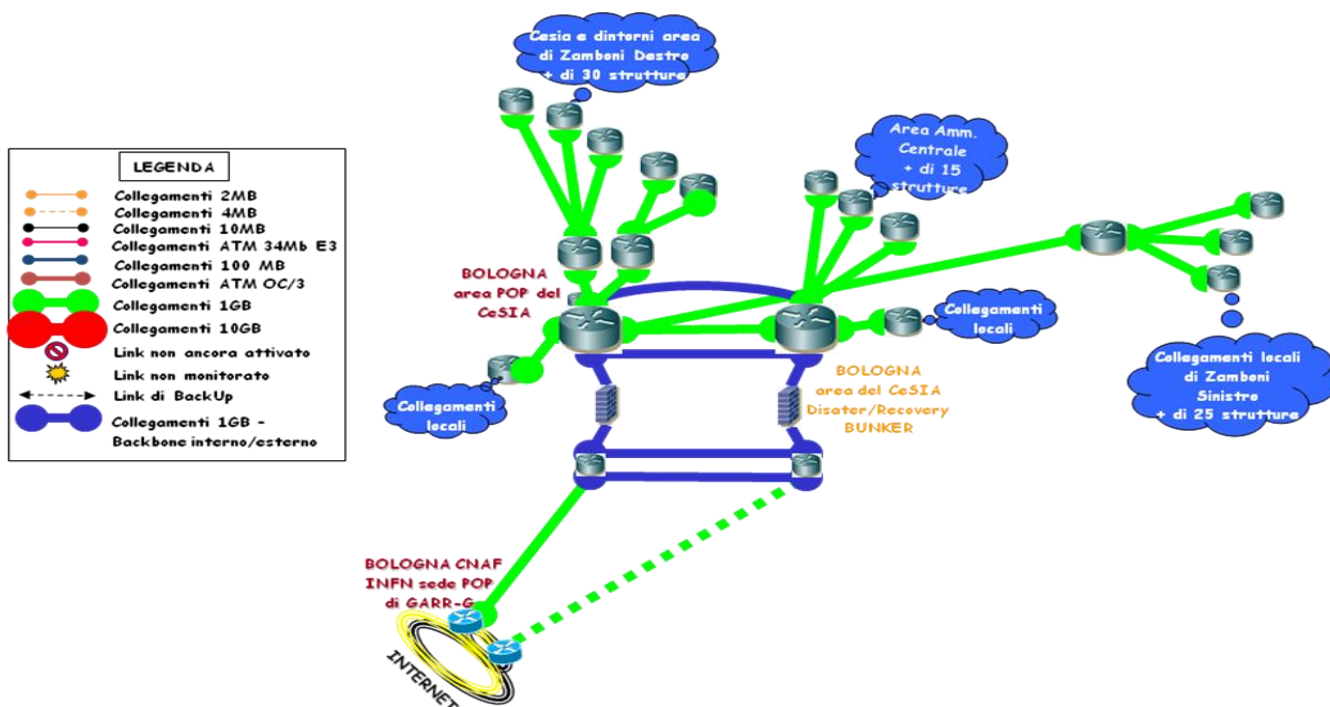 Cesia e dintorni area
di Zamboni Destro
+ di 30 strutture
Area Amm.
Centrale
+ di 15
strutture
LEGENDA
Collegamenti 2MB
Collegamenti 4MB
Collegamenti 10MB
Collegamenti ATM 34Mb E3
Collegamenti 100 MB
Collegamenti ATM OC/3
Collegamenti 1GB
Collegamenti 10GB
Link non ancora attivato
Link non monitorato
Link di BackUp
Collegamenti 1GB -
Backbone interno/esterno
BOLOGNA
area POP del
CeSIA
Collegamenti
locali
Collegamenti
locali
BOLOGNA
area del CeSIA
Disater/Recovery
BUNKER
Collegamenti locali
di Zamboni
Sinistro
+ di 25 strutture
BOLOGNA CNAF
INFN sede POP
di GARR-G
INTERNET